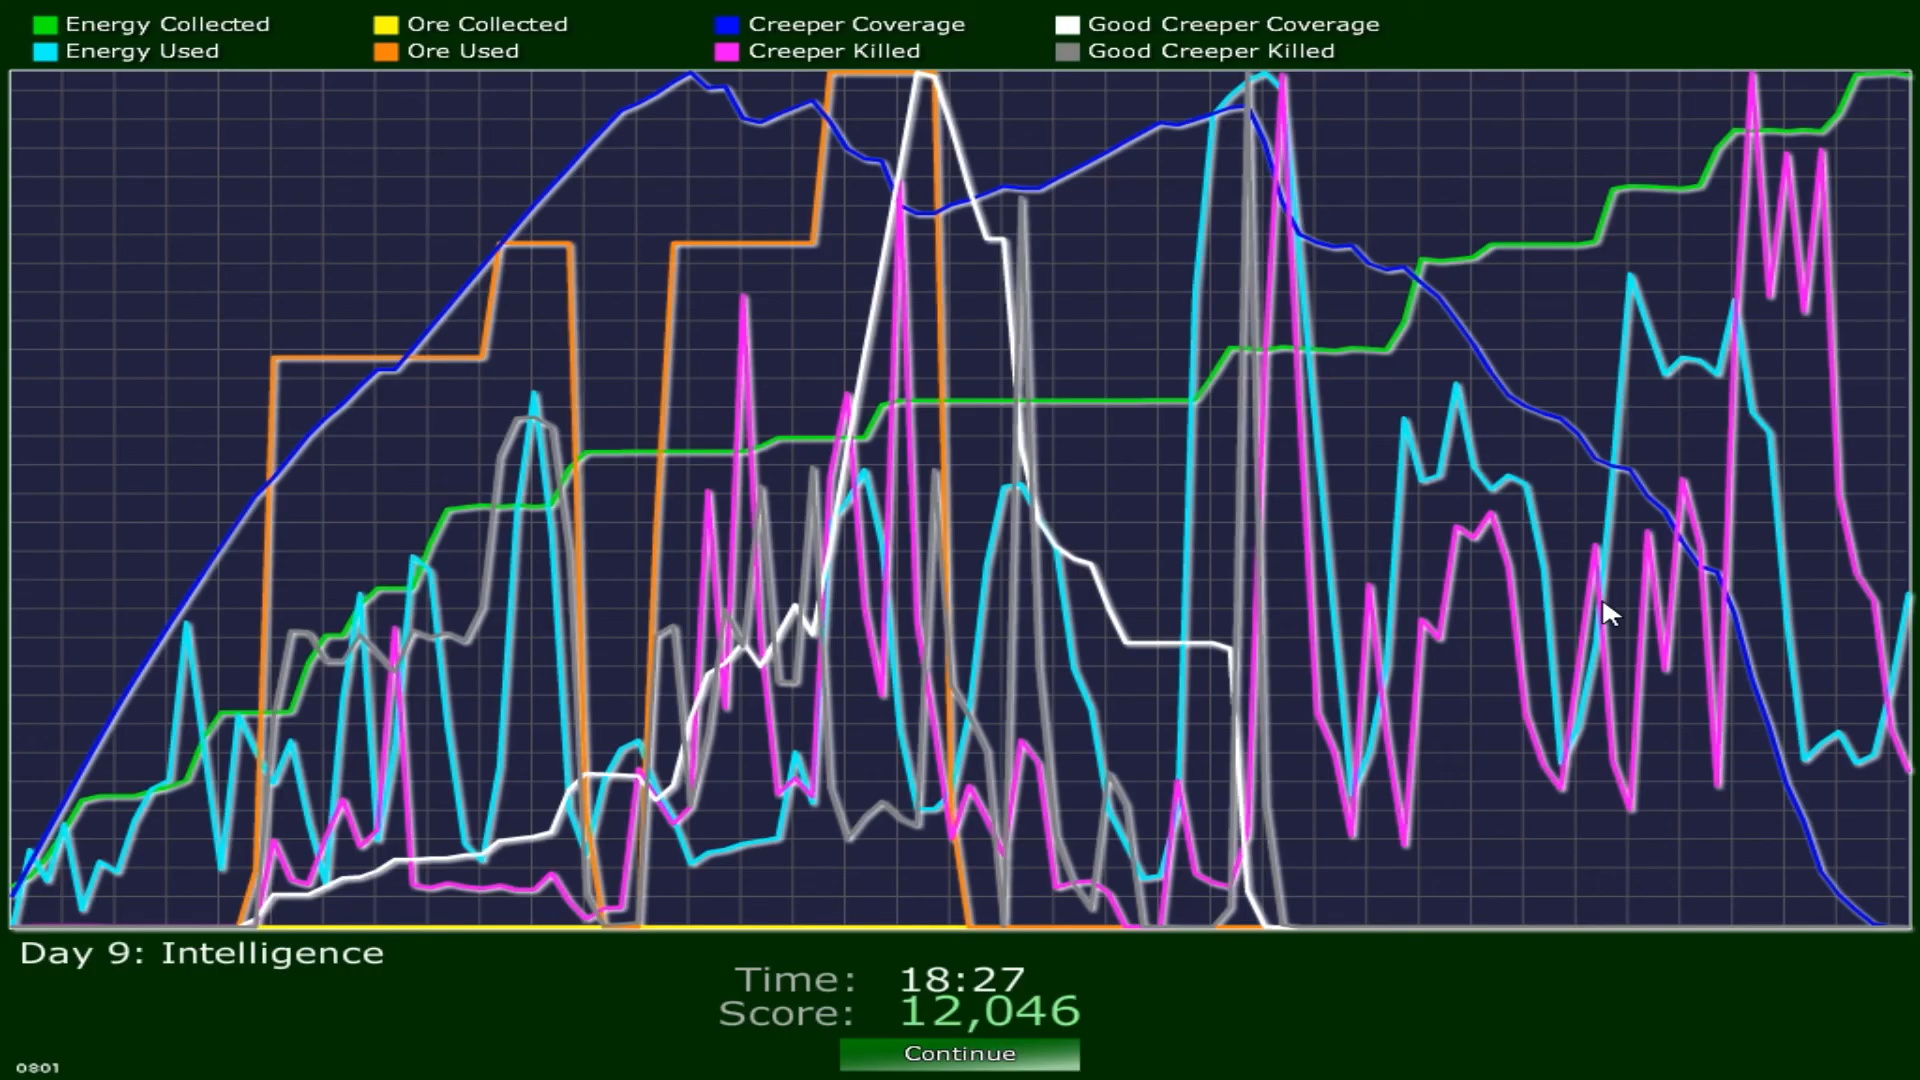 Energy Collected
Ore Collected
Creeper Coverage
Good Creeper Coverage
Energy Used
Ore Used
Creeper Killed
Good Creeper Killed
Day 9: Intelligence
Time: 18:27
Score: 12,046
Continue
0801